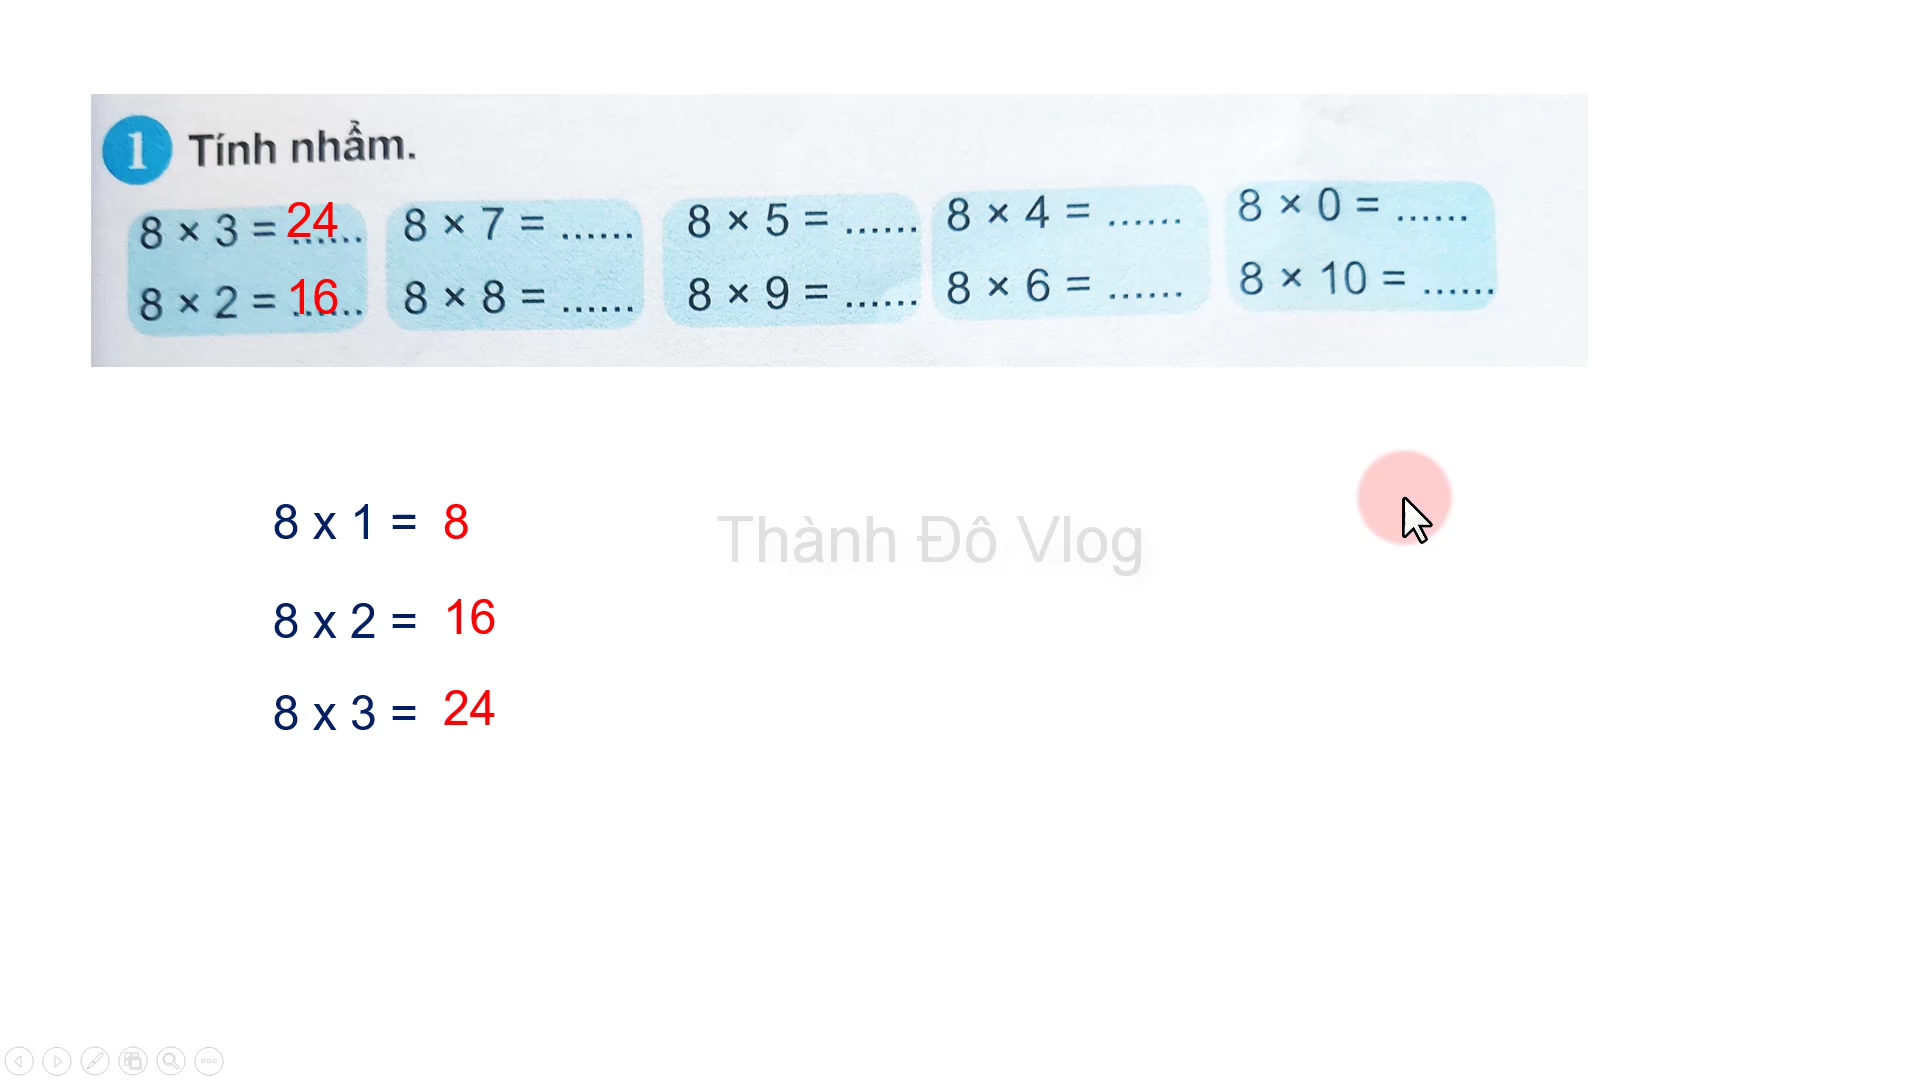 1 Tính nhẩm.
8 × 3 = 24 8 × 7 = ...... 8 × 5 = ...... 8 × 4 = ...... 8 × 0 = ......
8 × 2 = 16 8 × 8 = ...... 8 × 9 = ...... 8 × 6 = ...... 8 × 10 = ......
8 x 1 = 8
Thành Đô Vlog
8 x 2 = 16
8 x 3 = 24